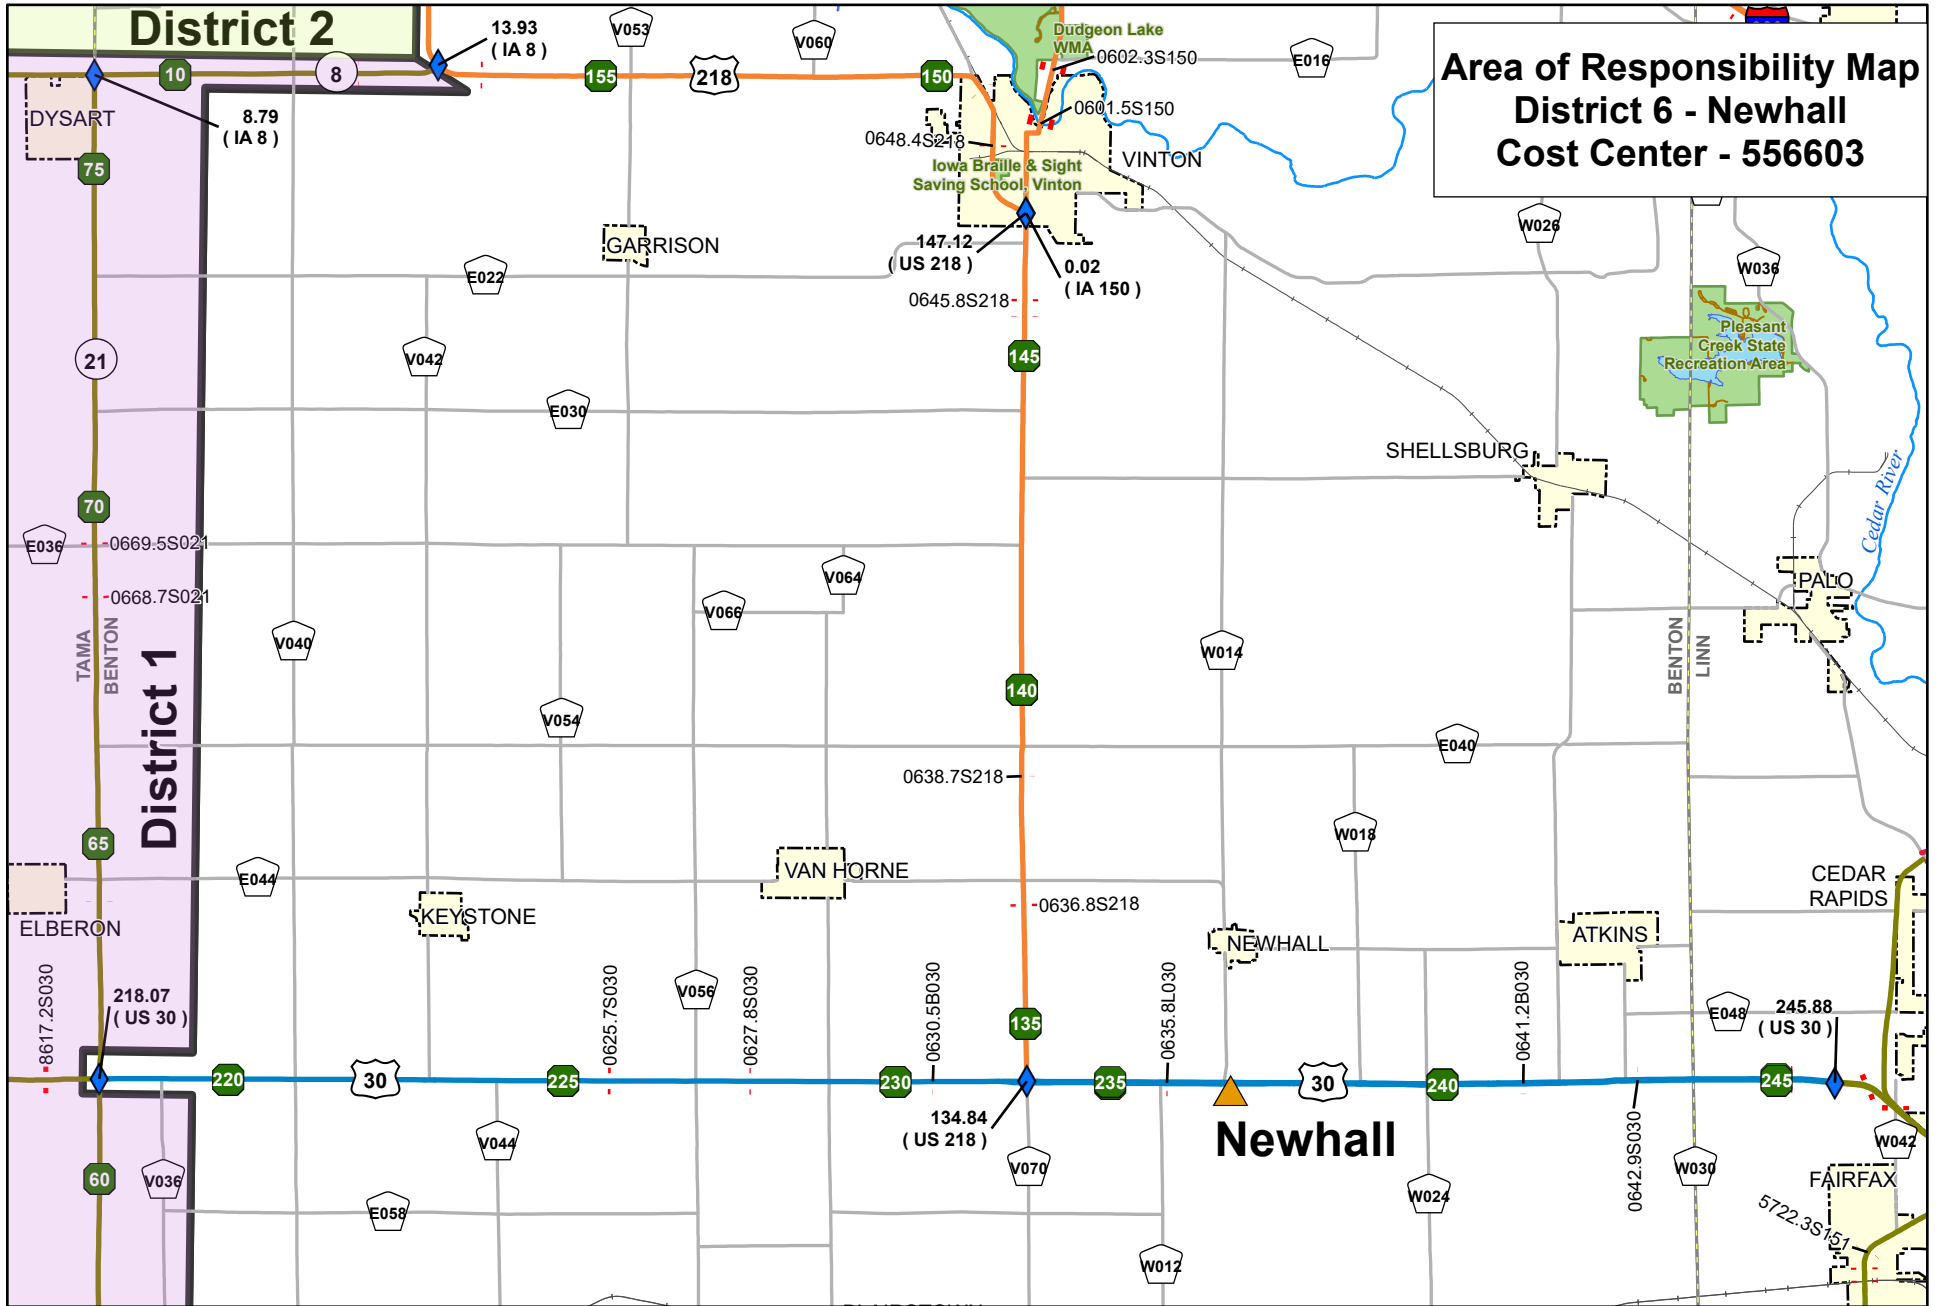 District 2
13.93
( IA 8 )
V053
V060
Dudgeon Lake
WMA
0602.3S150
E016
Area of Responsibility Map
District 6 - Newhall
Cost Center - 556603
10
8
155
218
150
DYSART
8.79
( IA 8 )
0601.5S150
0648.4S218
VINTON
75
Iowa Braille & Sight
Saving School, Vinton
GARRISON
147.12
( US 218 )
0.02
( IA 150 )
W026
W036
E022
0645.8S218
21
V042
145
Pleasant
Creek State
Recreation Area
E030
SHELLSBURG
Cedar River
70
E036
0669.5S021
0668.7S021
V064
V066
PALO
TAMA
BENTON
District 1
V040
W014
BENTON
LINN
140
V054
E040
0638.7S218
65
W018
E044
VAN HORNE
CEDAR
RAPIDS
KEYSTONE
0636.8S218
ELBERON
NEWHALL
ATKINS
8617.2S030
218.07
( US 30 )
0625.7S030
V056
0627.8S030
0630.5B030
135
0635.8L030
0641.2B030
E048
245.88
( US 30 )
220
30
225
230
235
30
240
245
134.84
( US 218 )
Newhall
V044
V070
0642.9S030
W030
W042
60
V036
E058
W024
FAIRFAX
5722.3S151
W012